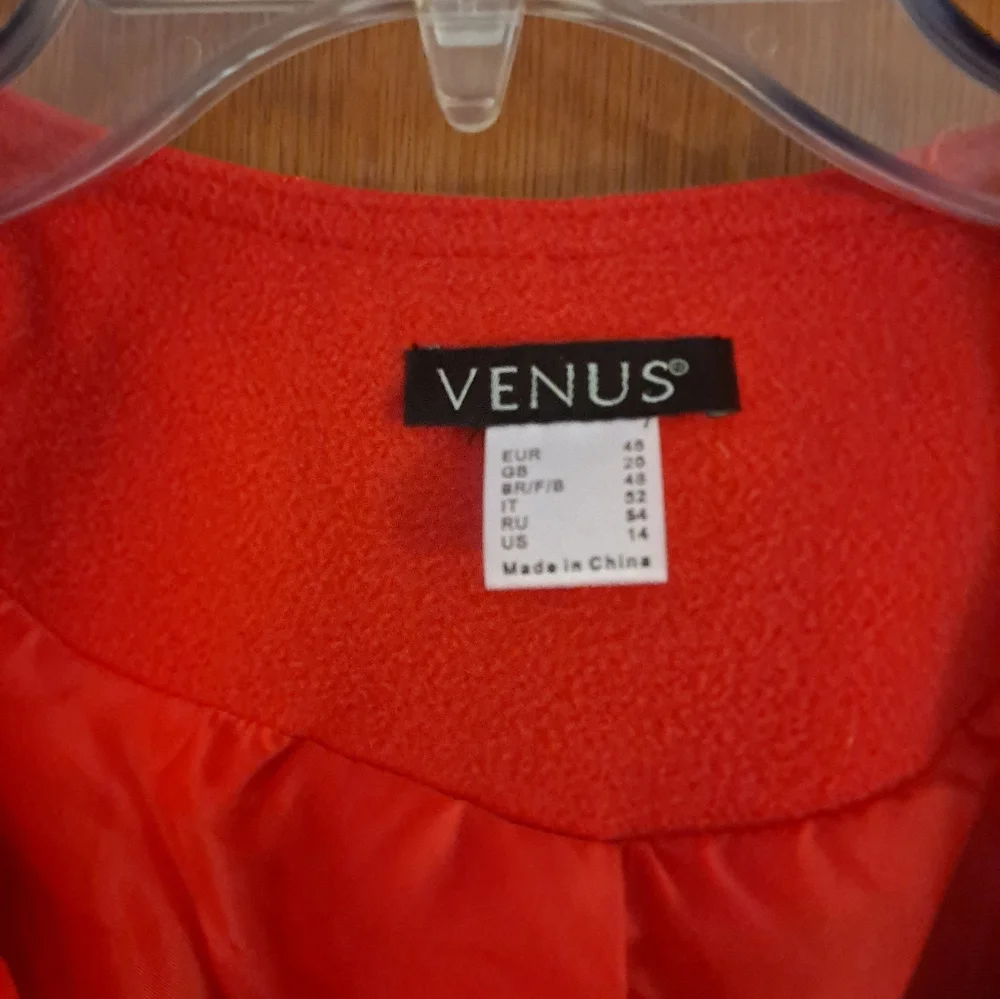 VENUS®
EUR 46
GB 20
BR/F/B 48
IT 52
RU 54
US 14
Made in China